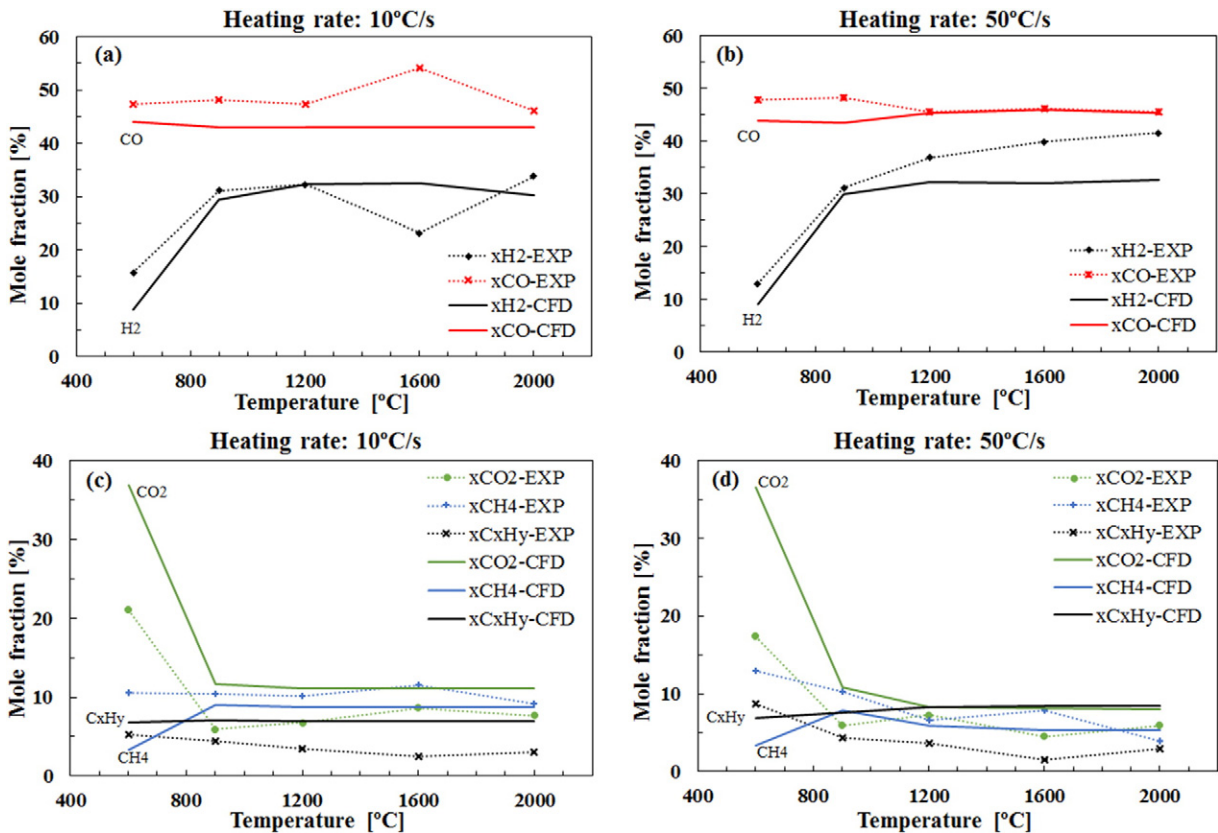 Heating rate: 10ºC/s
(a)
Mole fraction [%]
60
50
40
30
20
10
0
CO
H2
xH2-EXP
xCO-EXP
xH2-CFD
xCO-CFD
400 800 1200 1600 2000
Temperature [ºC]
Heating rate: 50ºC/s
(b)
Mole fraction [%]
60
50
40
30
20
10
0
CO
H2
xH2-EXP
xCO-EXP
xH2-CFD
xCO-CFD
400 800 1200 1600 2000
Temperature [ºC]
Heating rate: 10ºC/s
(c)
Mole fraction [%]
40
30
20
10
0
CO2
CxHy
CH4
xCO2-EXP
xCH4-EXP
xCxHy-EXP
xCO2-CFD
xCH4-CFD
xCxHy-CFD
400 800 1200 1600 2000
Temperature [ºC]
Heating rate: 50ºC/s
(d)
Mole fraction [%]
40
30
20
10
0
CO2
CxHy
CH4
xCO2-EXP
xCH4-EXP
xCxHy-EXP
xCO2-CFD
xCH4-CFD
xCxHy-CFD
400 800 1200 1600 2000
Temperature [ºC]